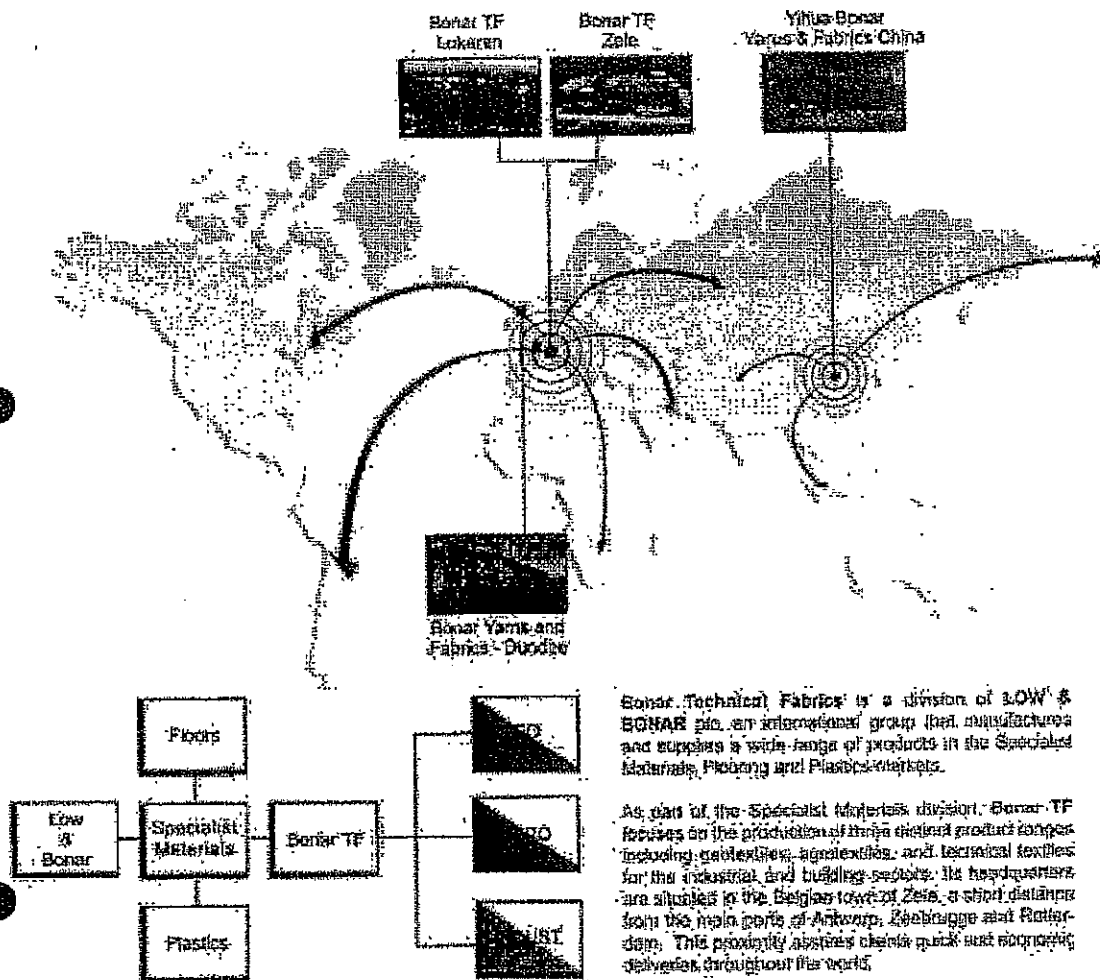 Bonar TF
Lokeren
Bonar TF
Zele
Yihua Bonar
Yarns & Fabrics China
Bonar Yarns and
Fabrics - Dundee
Floors
Low
&
Bonar
Specialist
Materials
Bonar TF
Plastics
Bonar Technical Fabrics is a division of LOW &
BONAR plc, an international group that manufactures
and supplies a wide range of products in the Specialist
Materials, Flooring and Plastics markets.
As part of the Specialist Materials division, Bonar TF
focuses on the production of three distinct product ranges
including geotextiles, agrotextiles, and technical textiles
for the industrial and building sectors. Its headquarters
are situated in the Belgian town of Zele, a short distance
from the main ports of Antwerp, Zeebrugge and Rotter-
dam. This proximity assures clients quick and economic
deliveries throughout the world.